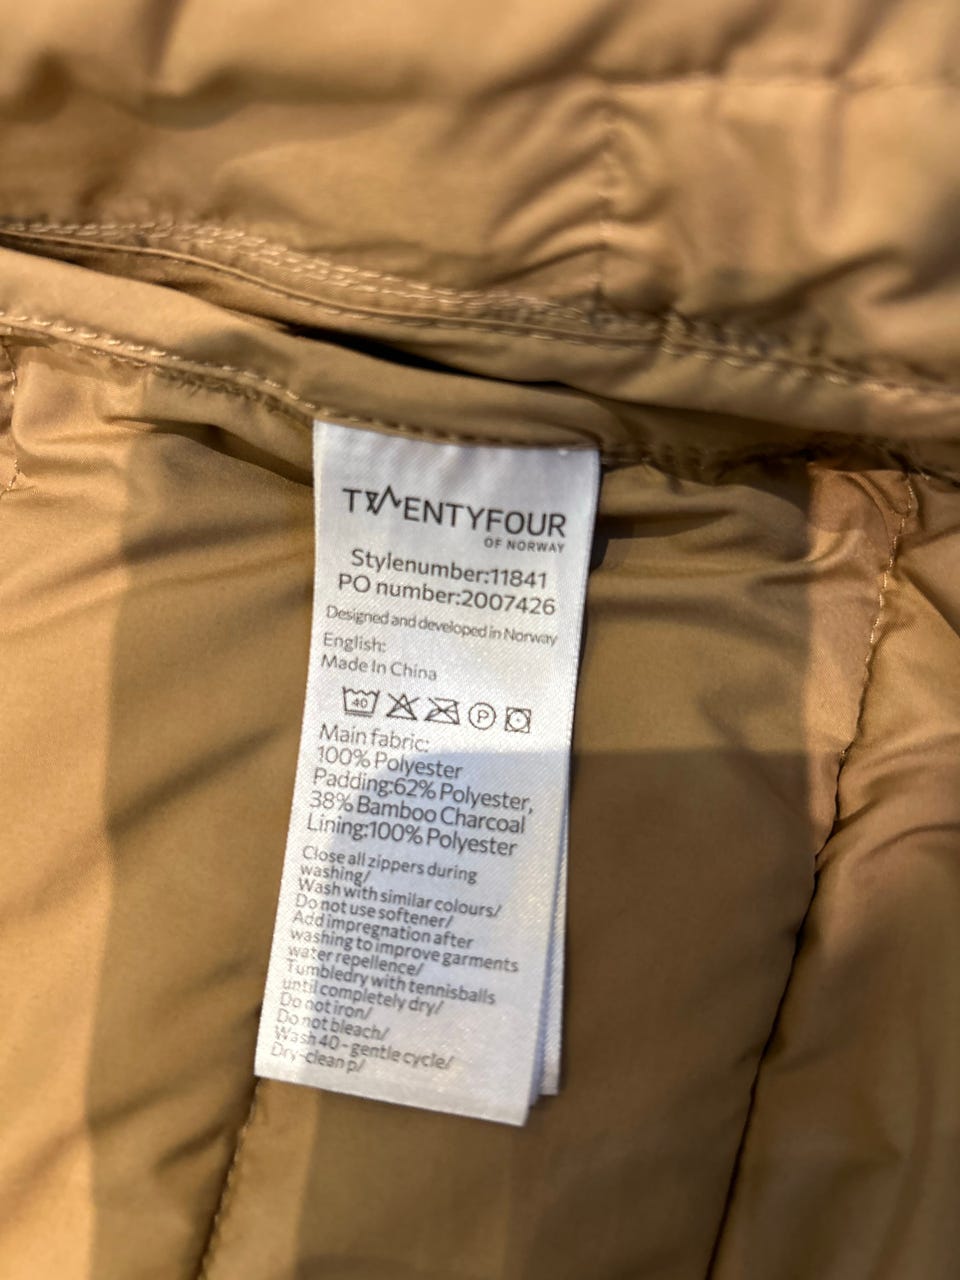 TWENTYFOUR
OF NORWAY
Stylenumber:11841
PO number:2007426
Designed and developed in Norway
English:
Made In China
40 P
Main fabric:
100% Polyester
Padding:62% Polyester,
38% Bamboo Charcoal
Lining:100% Polyester
Close all zippers during
washing/
Wash with similar colours/
Do not use softener/
Add impregnation after
washing to improve garments
water repellence/
Tumbledry with tennisballs
until completely dry/
Do not iron/
Do not bleach/
Wash 40 - gentle cycle/
Dry-clean p/